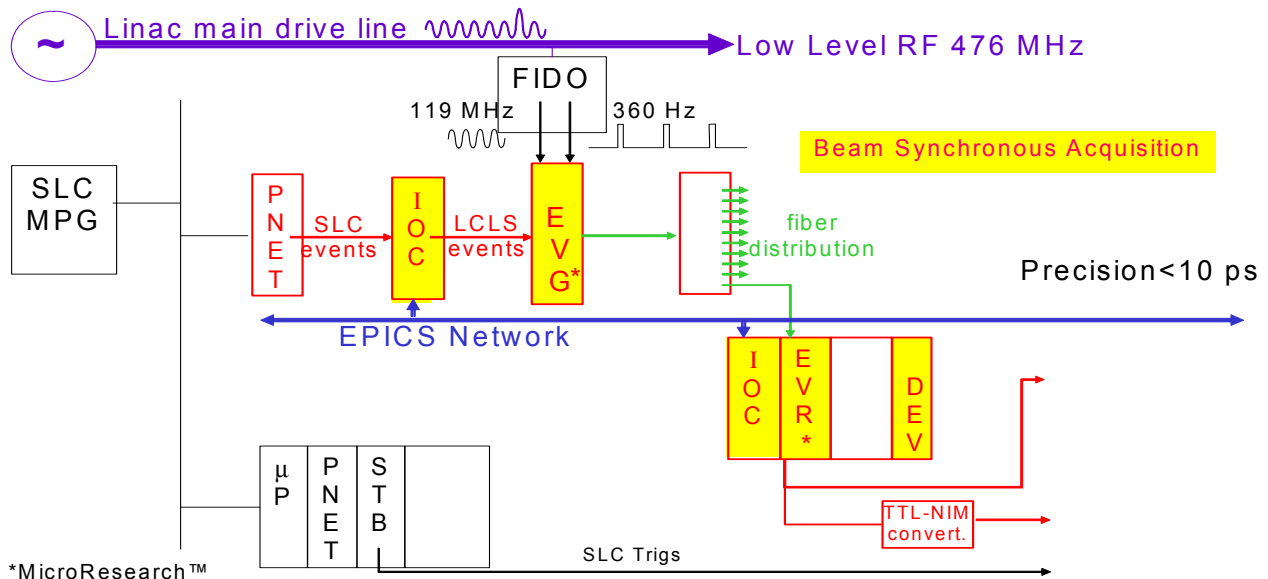 ~
Linac main drive line
Low Level RF 476 MHz
FIDO
119 MHz
360 Hz
Beam Synchronous Acquisition
SLC
MPG
P
N
E
T
SLC
events
I
O
C
LCLS
events
E
V
G*
fiber
distribution
Precision<10 ps
EPICS Network
I
O
C
E
V
R
*
D
E
V
μ
P
P
N
E
T
S
T
B
TTL-NIM
convert.
SLC Trigs
*MicroResearch™